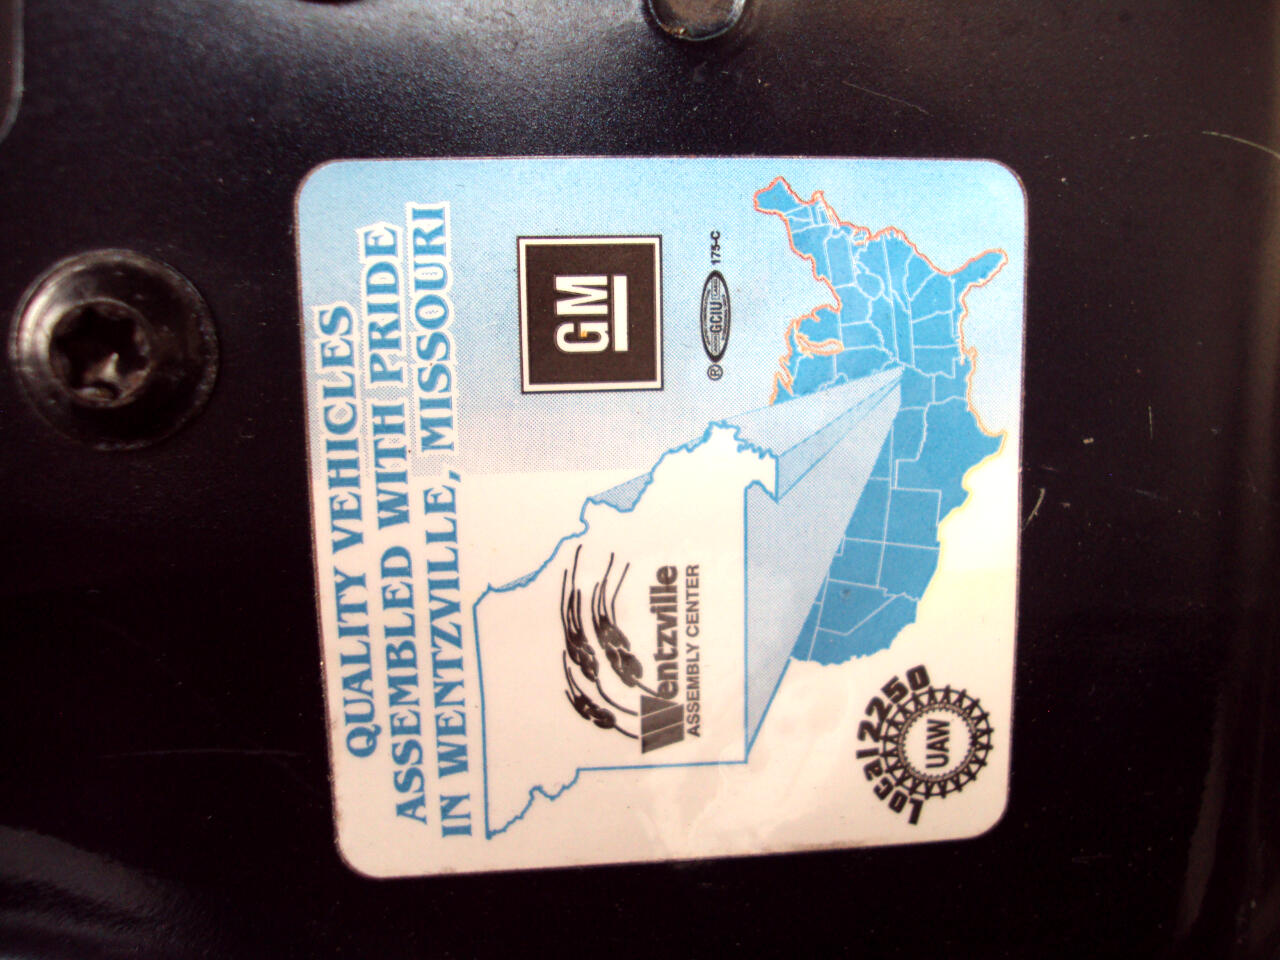 QUALITY VEHICLES
ASSEMBLED WITH PRIDE
IN WENTZVILLE, MISSOURI
GM
® GCIU 175-C
Wentzville
ASSEMBLY CENTER
LOCal 2250
UAW